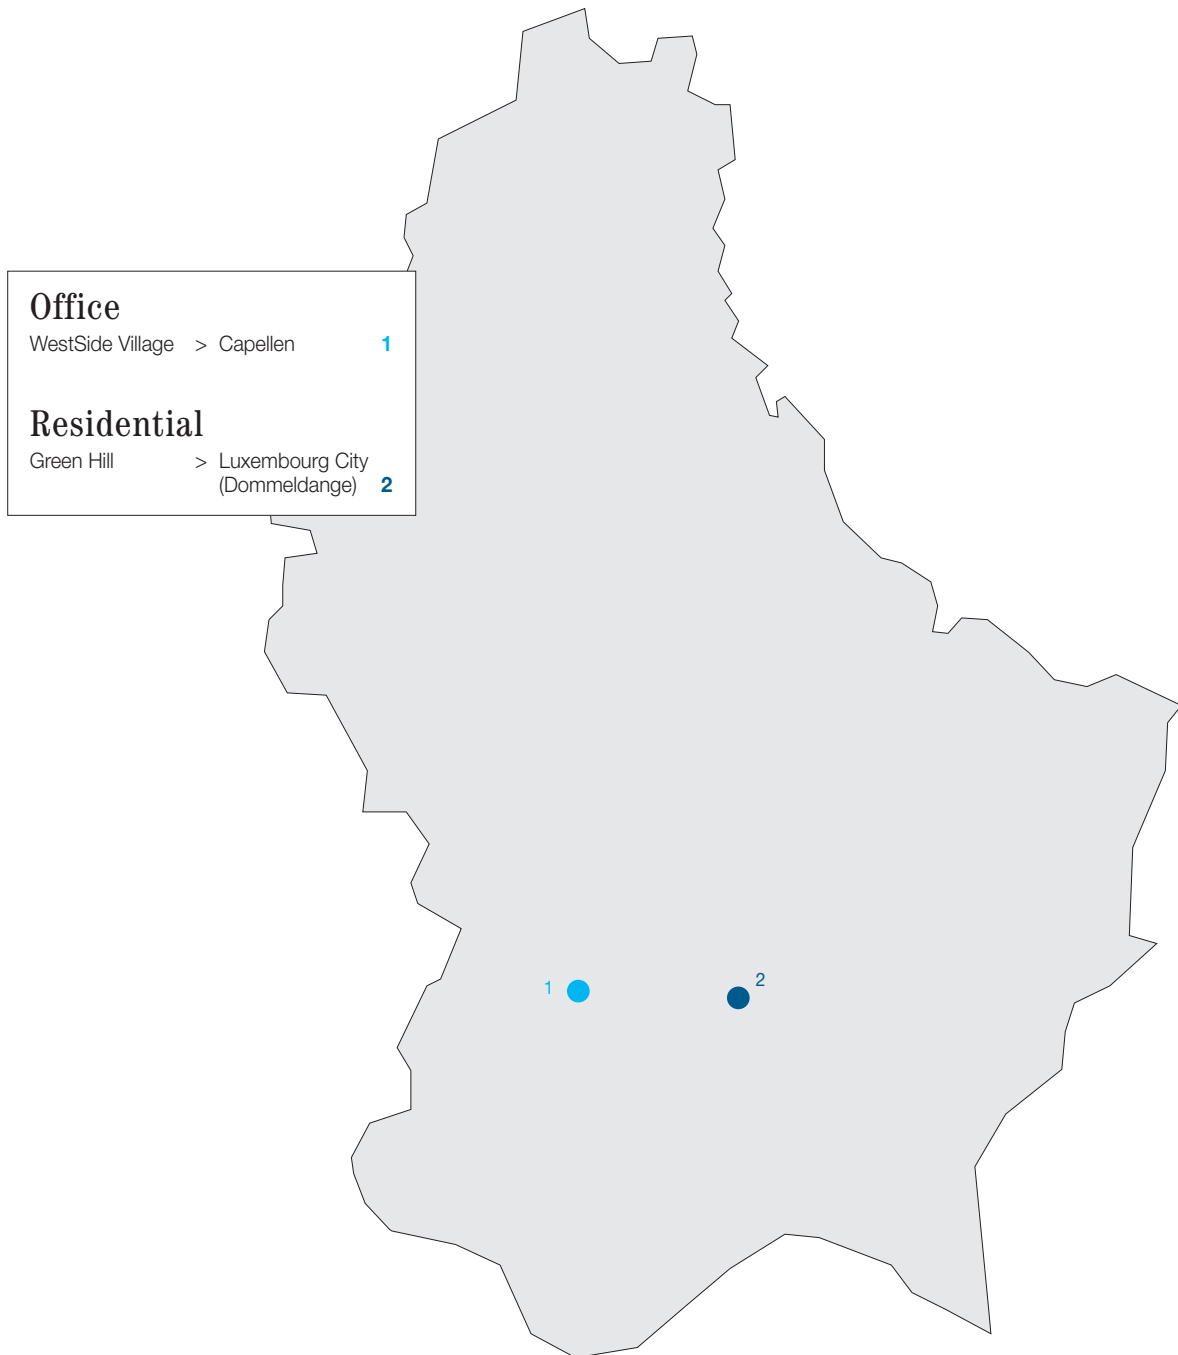 Office
WestSide Village > Capellen 1
Residential
Green Hill > Luxembourg City
(Dommeldange) 2
1
2